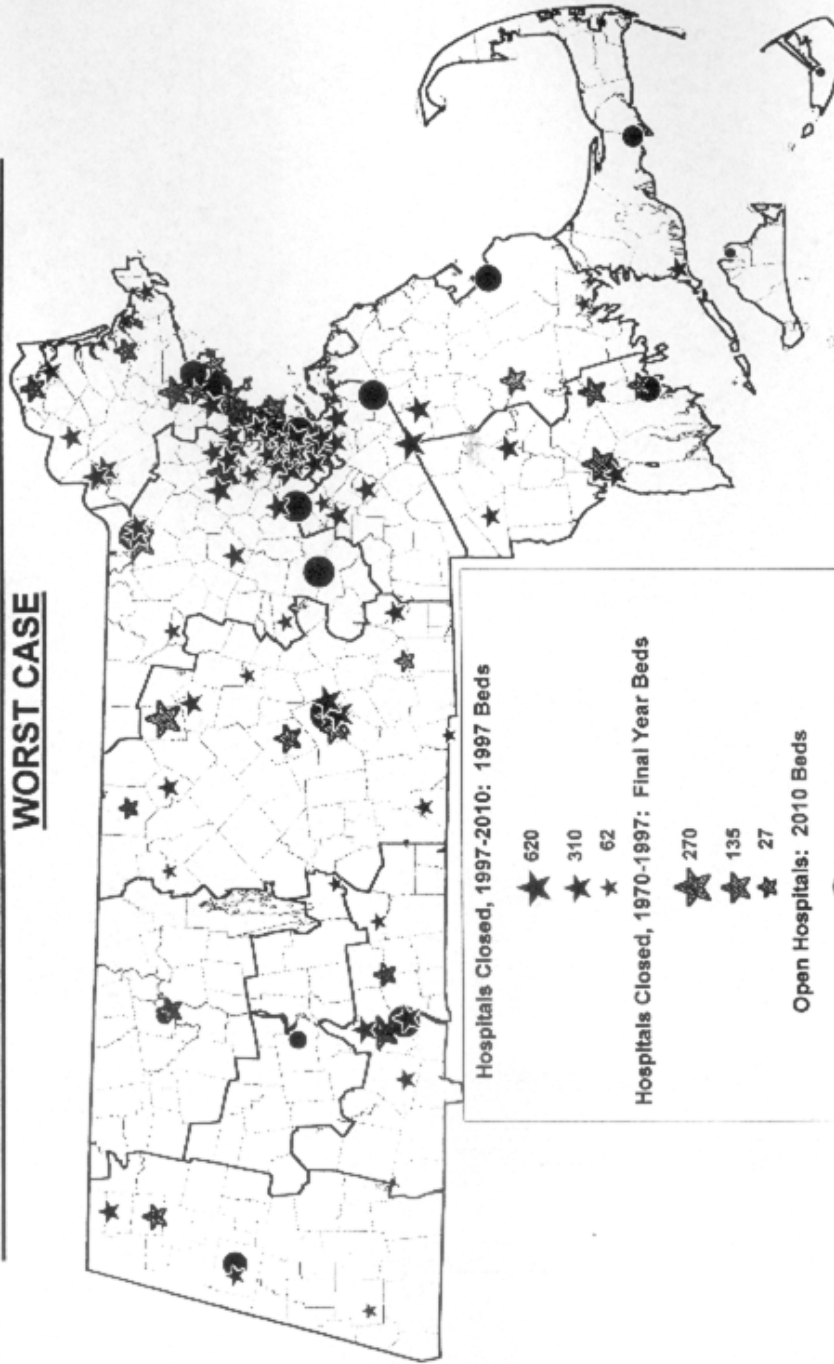 WORST CASE
Hospitals Closed, 1997-2010: 1997 Beds
620
310
62
Hospitals Closed, 1970-1997: Final Year Beds
270
135
27
Open Hospitals: 2010 Beds